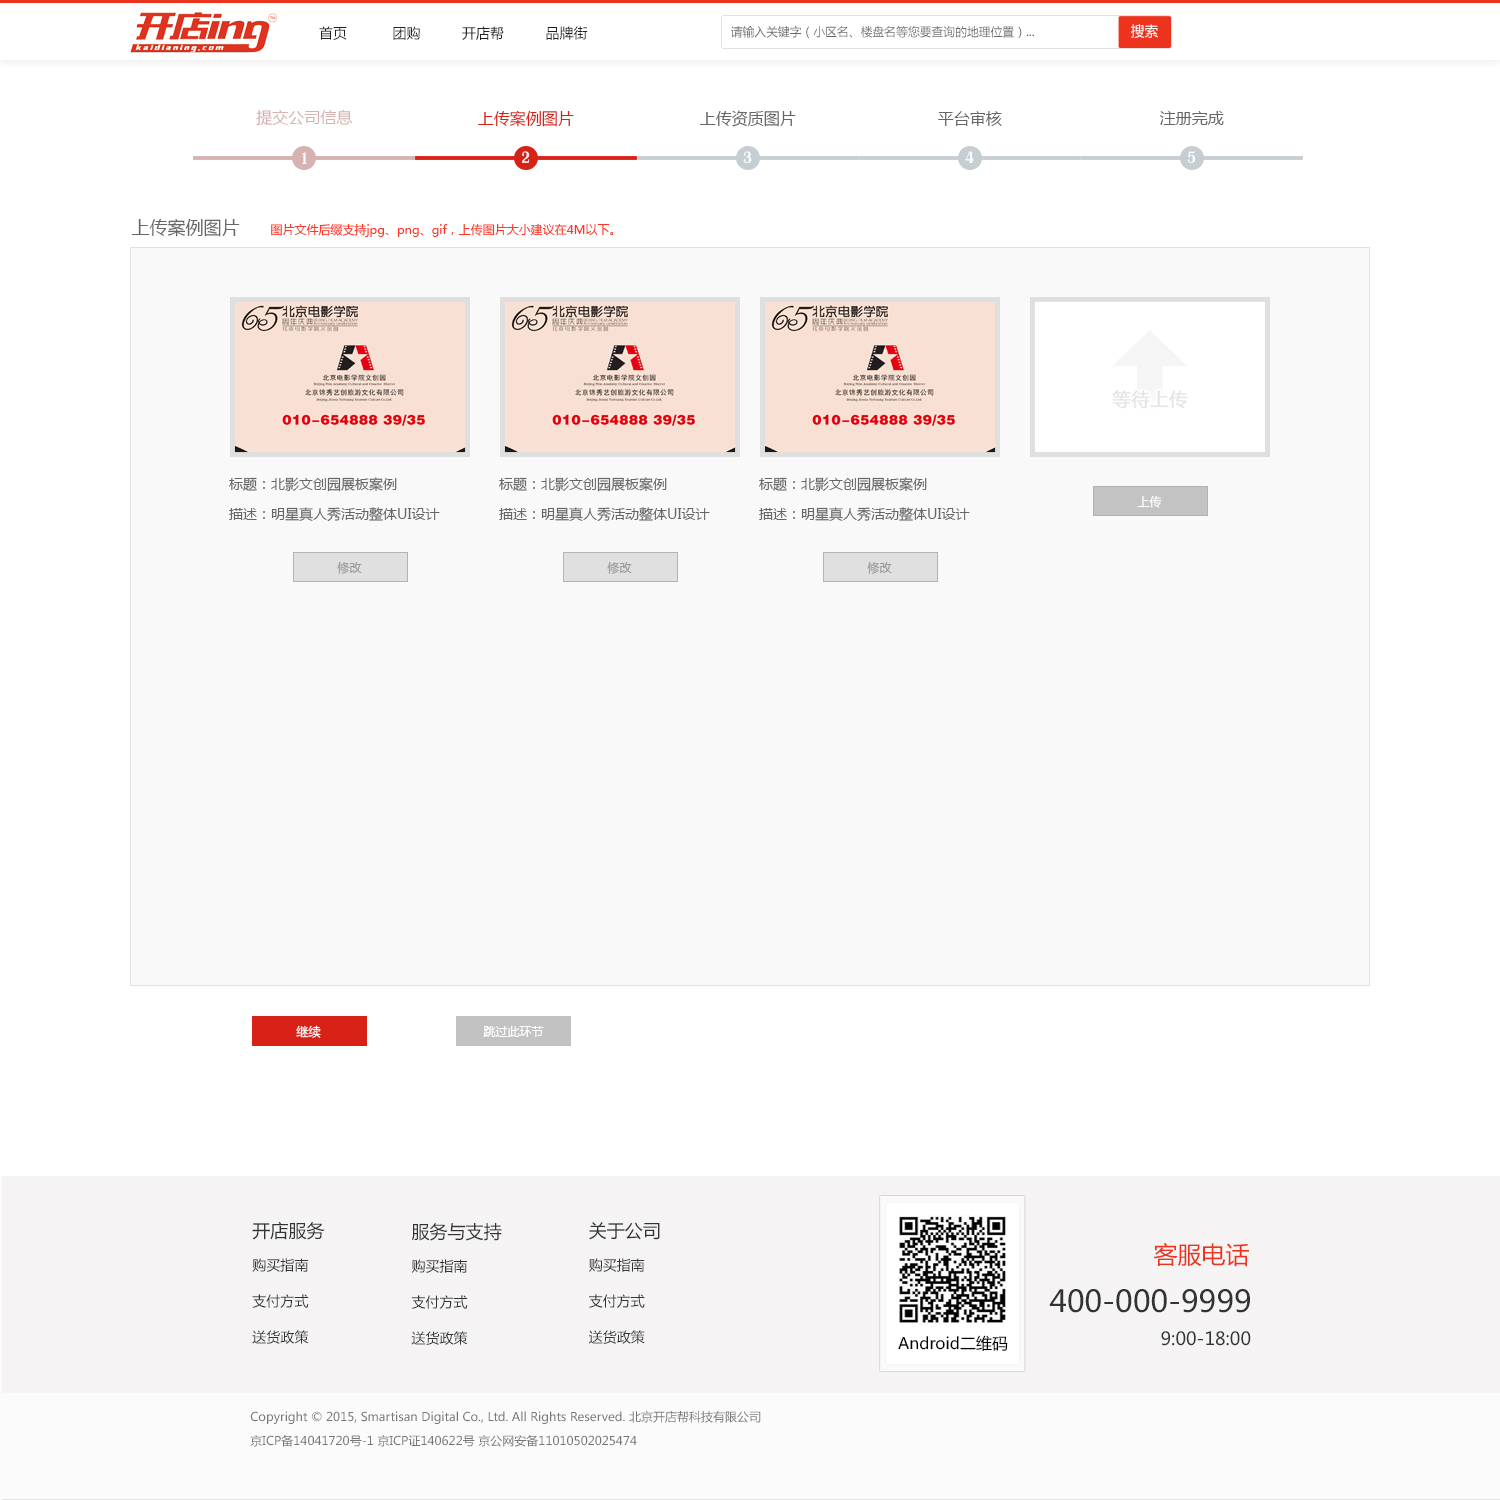 开店ing
kaidianing.com
首页 团购 开店帮 品牌街
请输入关键字（小区名、楼盘名等您要查询的地理位置）...
搜索
提交公司信息 上传案例图片 上传资质图片 平台审核 注册完成
1 2 3 4 5
上传案例图片 图片文件后缀支持jpg、png、gif，上传图片大小建议在4M以下。
65 北京电影学院
周年庆典
北京电影学院文创园
北京锦秀艺创旅游文化有限公司
010-654888 39/35
标题：北影文创园展板案例
描述：明星真人秀活动整体UI设计
修改
65 北京电影学院
周年庆典
北京电影学院文创园
北京锦秀艺创旅游文化有限公司
010-654888 39/35
标题：北影文创园展板案例
描述：明星真人秀活动整体UI设计
修改
65 北京电影学院
周年庆典
北京电影学院文创园
北京锦秀艺创旅游文化有限公司
010-654888 39/35
标题：北影文创园展板案例
描述：明星真人秀活动整体UI设计
修改
等待上传
上传
继续 跳过此环节
开店服务
购买指南
支付方式
送货政策
服务与支持
购买指南
支付方式
送货政策
关于公司
购买指南
支付方式
送货政策
Android二维码
客服电话
400-000-9999
9:00-18:00
Copyright © 2015, Smartisan Digital Co., Ltd. All Rights Reserved. 北京开店帮科技有限公司
京ICP备14041720号-1 京ICP证140622号 京公网安备11010502025474